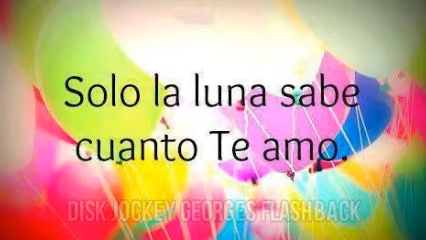 Solo la luna sabe
cuanto Te amo.
DISK JOCKEY GEORGES FLASHBACK